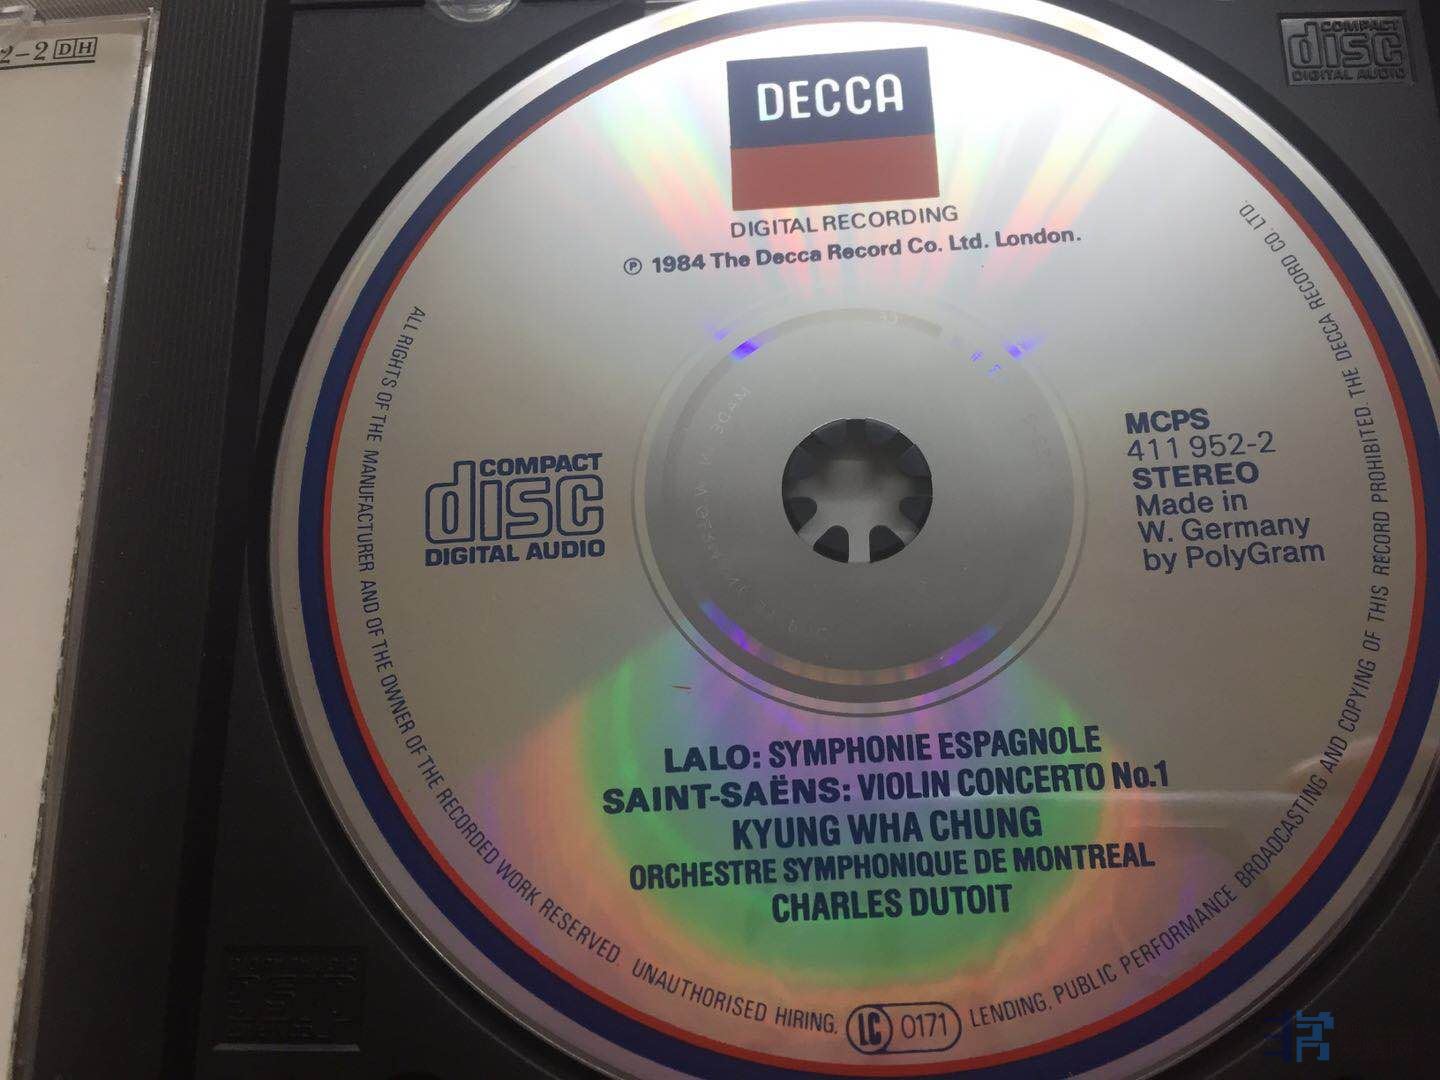 2-2 DH
COMPACT
disc
DIGITAL AUDIO
DECCA
DIGITAL RECORDING
Ⓟ 1984 The Decca Record Co. Ltd. London.
COMPACT
disc
DIGITAL AUDIO
MCPS
411 952-2
STEREO
Made in
W. Germany
by PolyGram
LALO: SYMPHONIE ESPAGNOLE
SAINT-SAËNS: VIOLIN CONCERTO No.1
KYUNG WHA CHUNG
ORCHESTRE SYMPHONIQUE DE MONTREAL
CHARLES DUTOIT
ALL RIGHTS OF THE MANUFACTURER AND OF THE OWNER OF THE RECORDED WORK RESERVED. UNAUTHORISED HIRING, LENDING, PUBLIC PERFORMANCE BROADCASTING AND COPYING OF THIS RECORD PROHIBITED. THE DECCA RECORD CO. LTD.
LC 0171